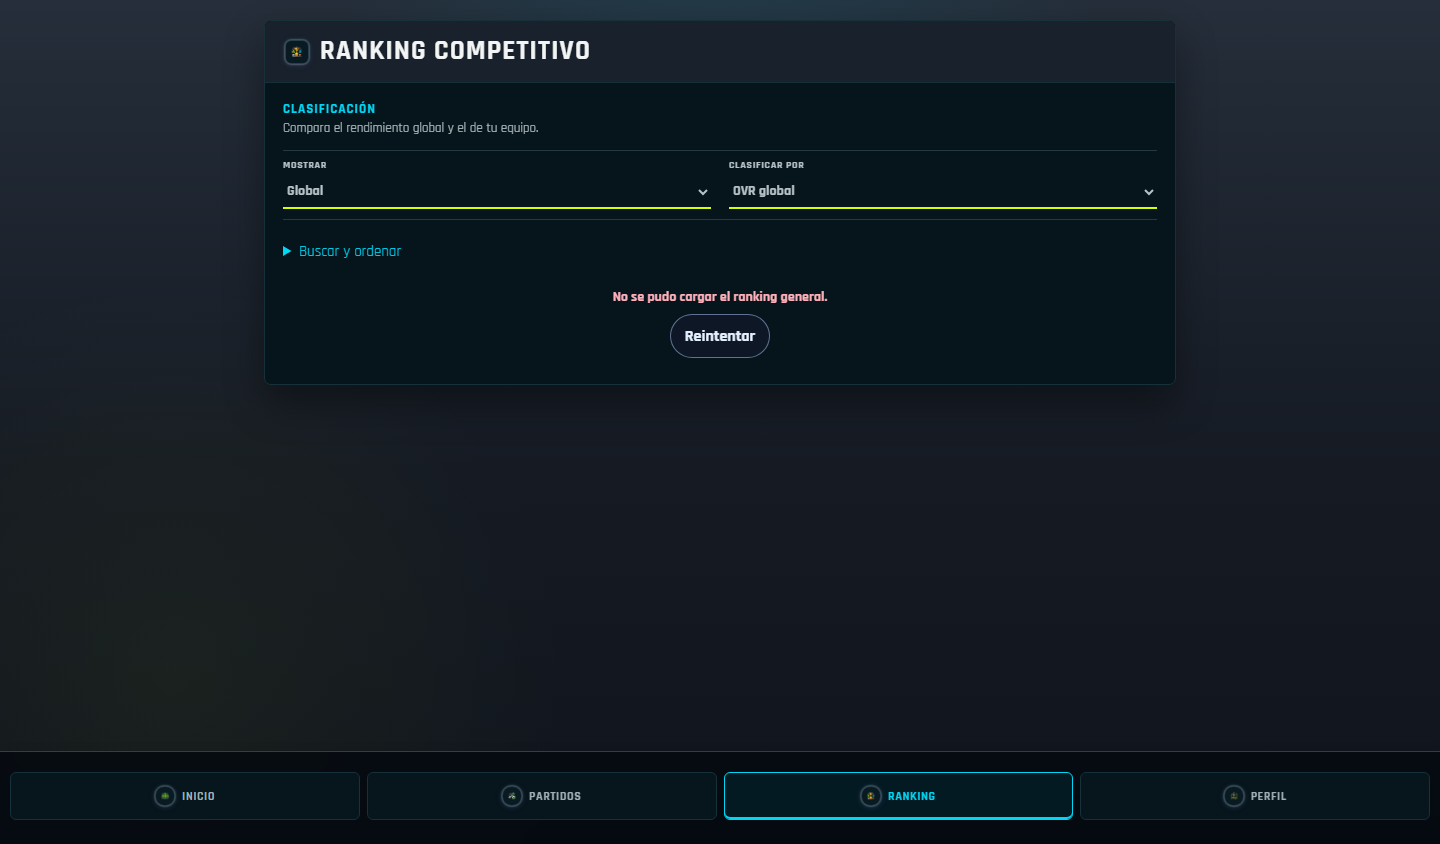 RANKING COMPETITIVO
CLASIFICACIÓN
Compara el rendimiento global y el de tu equipo.
MOSTRAR
CLASIFICAR POR
Global
OVR global
Buscar y ordenar
No se pudo cargar el ranking general.
Reintentar
INICIO
PARTIDOS
RANKING
PERFIL